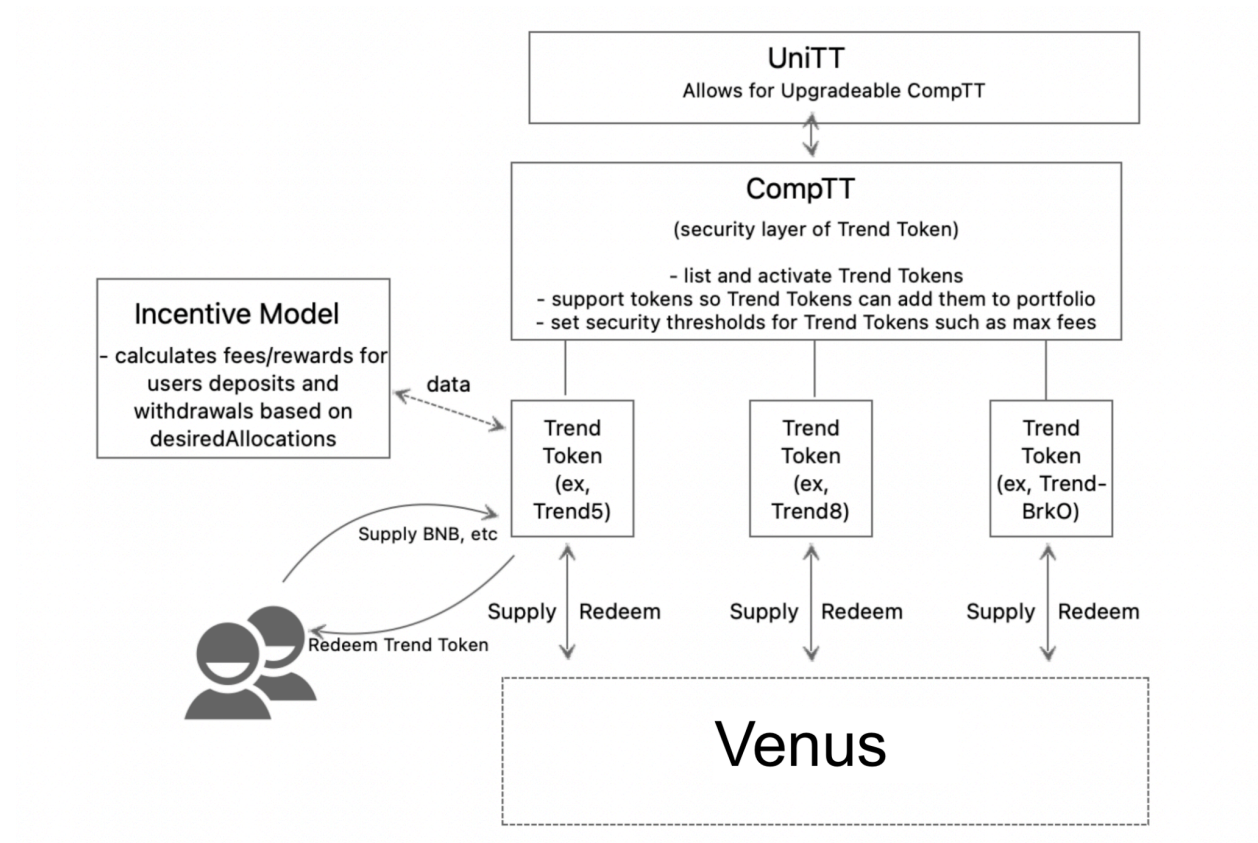 UniTT
Allows for Upgradeable CompTT
CompTT
(security layer of Trend Token)
- list and activate Trend Tokens
- support tokens so Trend Tokens can add them to portfolio
- set security thresholds for Trend Tokens such as max fees
Incentive Model
- calculates fees/rewards for
users deposits and
withdrawals based on
desiredAllocations
data
Trend
Token
(ex,
Trend5)
Trend
Token
(ex,
Trend8)
Trend
Token
(ex, Trend-
BrkO)
Supply BNB, etc
Redeem Trend Token
Supply Redeem
Supply Redeem
Supply Redeem
Venus